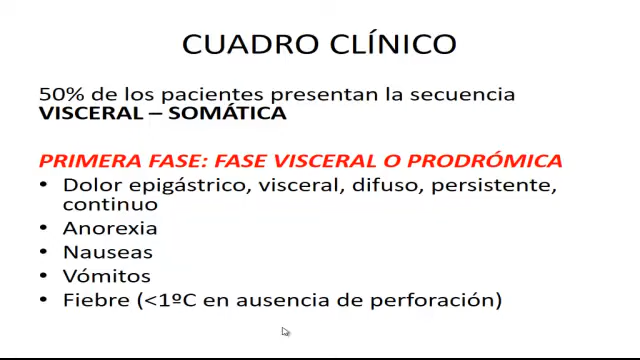 CUADRO CLÍNICO
50% de los pacientes presentan la secuencia
VISCERAL – SOMÁTICA
PRIMERA FASE: FASE VISCERAL O PRODRÓMICA
• Dolor epigástrico, visceral, difuso, persistente,
continuo
• Anorexia
• Nauseas
• Vómitos
• Fiebre (<1ºC en ausencia de perforación)